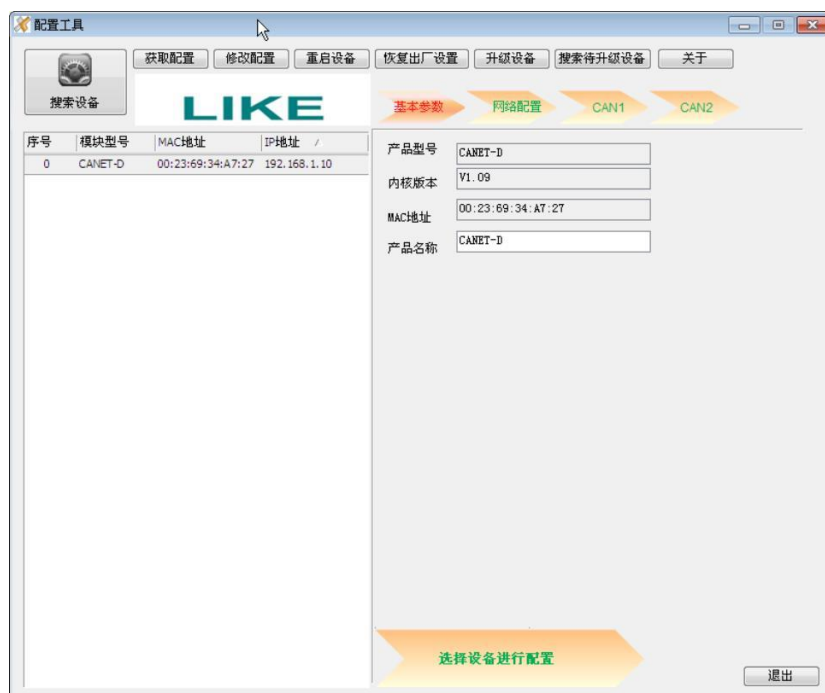 配置工具
获取配置 修改配置 重启设备 恢复出厂设置 升级设备 搜索待升级设备 关于
搜索设备
LIKE
基本参数 网络配置 CAN1 CAN2
序号 模块型号 MAC地址 IP地址
0 CANET-D 00:23:69:34:A7:27 192.168.1.10
产品型号 CANET-D
内核版本 V1.09
MAC地址 00:23:69:34:A7:27
产品名称 CANET-D
选择设备进行配置
退出